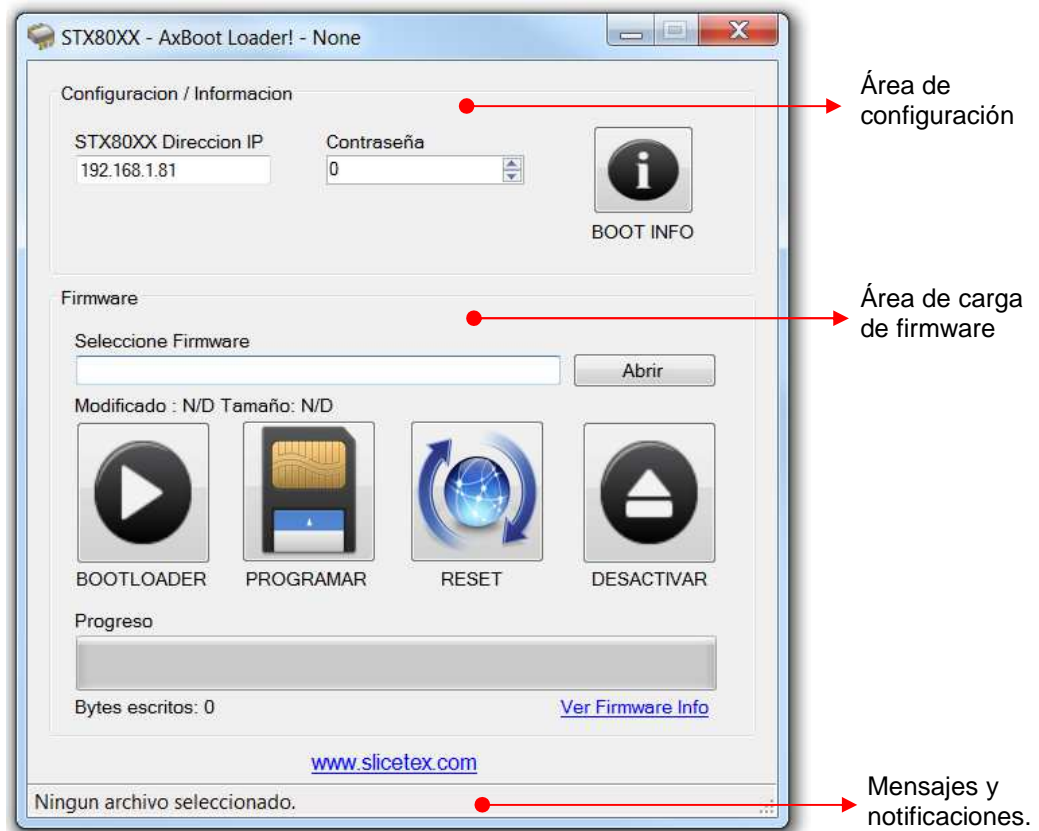 STX80XX - AxBoot Loader! - None
Configuracion / Informacion
Área de
configuración
STX80XX Direccion IP
Contraseña
192.168.1.81
0
BOOT INFO
Firmware
Área de carga
de firmware
Seleccione Firmware
Abrir
Modificado : N/D Tamaño: N/D
BOOTLOADER
PROGRAMAR
RESET
DESACTIVAR
Progreso
Bytes escritos: 0
Ver Firmware Info
www.slicetex.com
Ningun archivo seleccionado.
Mensajes y
notificaciones.